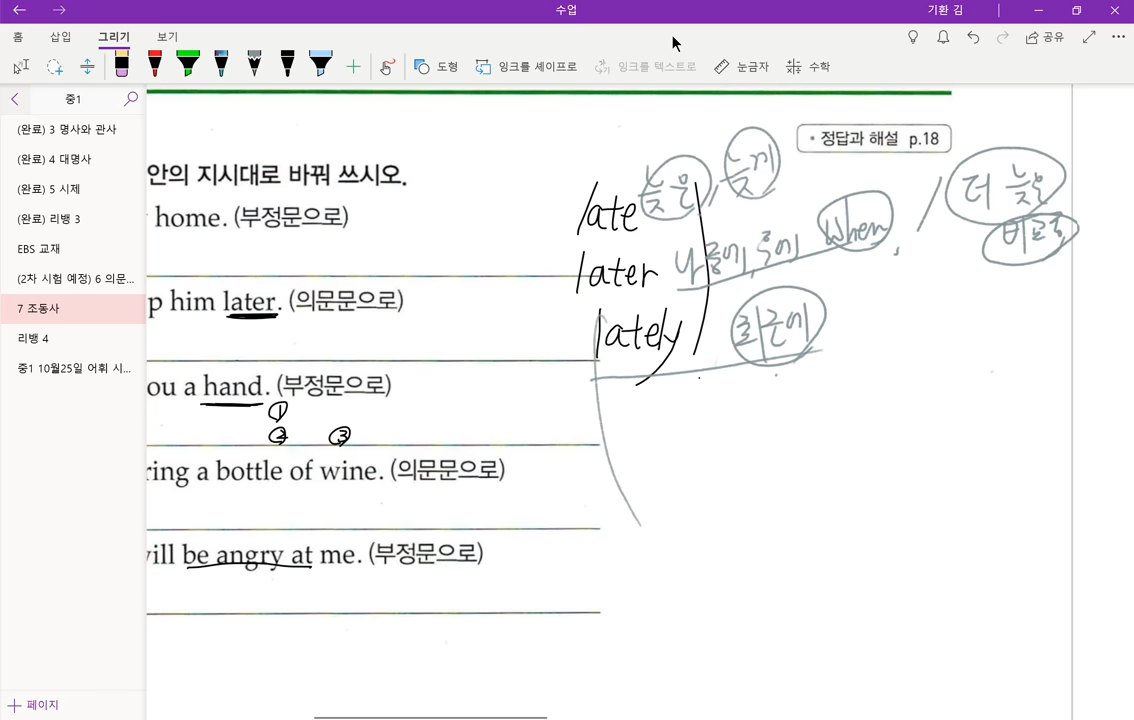 수업
기환 김
홈 삽입 그리기 보기
공유
도형 잉크를 셰이프로 잉크를 텍스트로 눈금자 수학
중1
(완료) 3 명사와 관사
(완료) 4 대명사
(완료) 5 시제
(완료) 리뱅 3
EBS 교재
(2차 시험 예정) 6 의문...
7 조동사
리뱅 4
중1 10월25일 어휘 시...
페이지
• 정답과 해설 p.18
안의 지시대로 바꿔 쓰시오.
home. (부정문으로)
p him later. (의문문으로)
ou a hand. (부정문으로)
①
② ③
ring a bottle of wine. (의문문으로)
will be angry at me. (부정문으로)
late 늦은, 늦게
later 나중에, 후에 when, / 더 늦은
비교급
lately 최근에